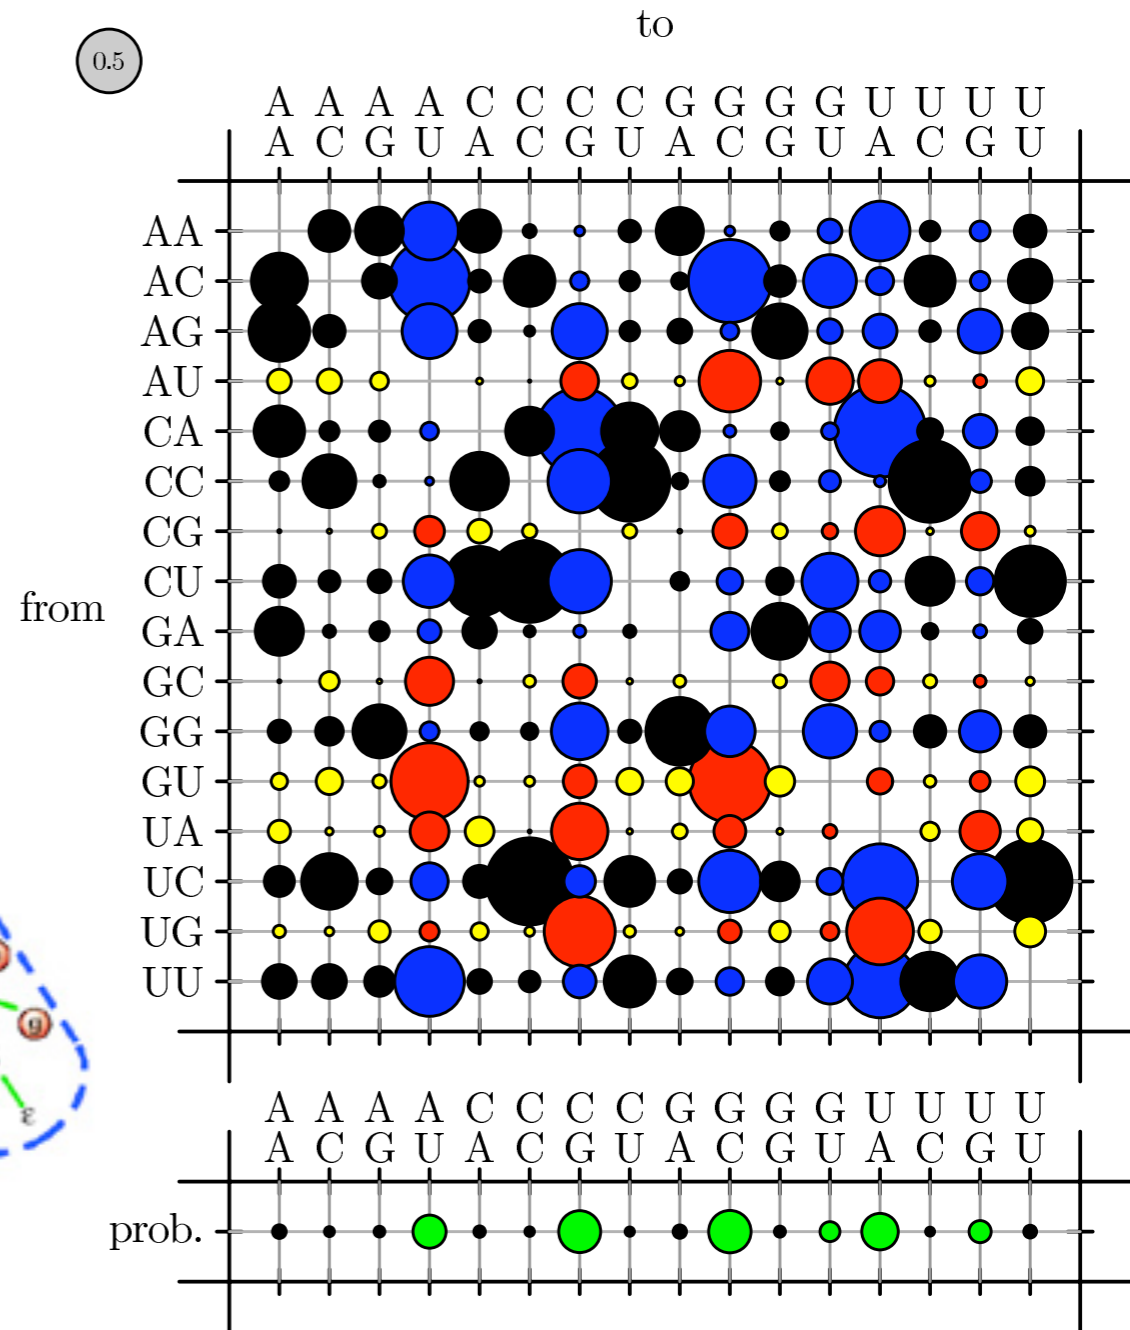 to
0.5
A A A A C C C C G G G G U U U U
A C G U A C G U A C G U A C G U
AA
AC
AG
AU
CA
CC
CG
CU
from
GA
GC
GG
GU
UA
UC
UG
UU
g
ε
A A A A C C C C G G G G U U U U
A C G U A C G U A C G U A C G U
prob.